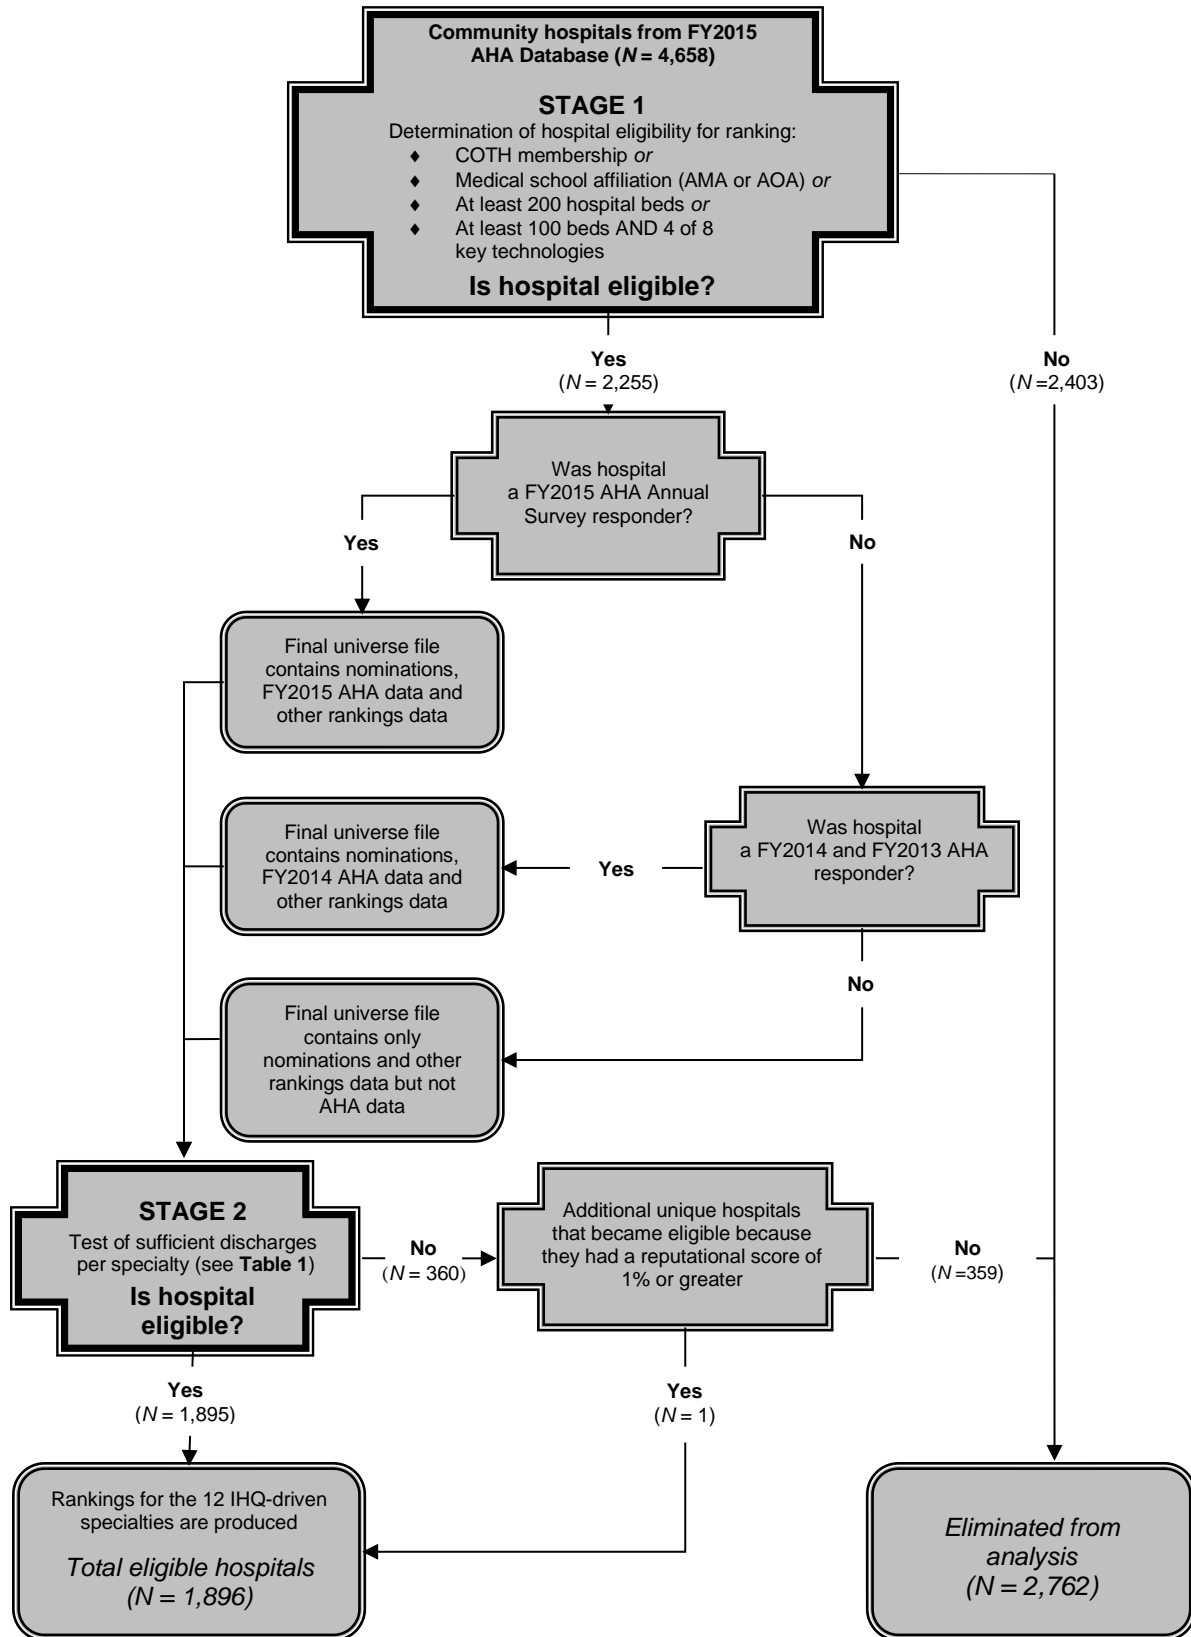 Community hospitals from FY2015
AHA Database (N = 4,658)
STAGE 1
Determination of hospital eligibility for ranking:
♦ COTH membership or
♦ Medical school affiliation (AMA or AOA) or
♦ At least 200 hospital beds or
♦ At least 100 beds AND 4 of 8
key technologies
Is hospital eligible?
Yes
(N = 2,255)
No
(N =2,403)
Was hospital
a FY2015 AHA Annual
Survey responder?
Yes
No
Final universe file
contains nominations,
FY2015 AHA data and
other rankings data
Final universe file
contains nominations,
FY2014 AHA data and
other rankings data
Yes
Was hospital
a FY2014 and FY2013 AHA
responder?
No
Final universe file
contains only
nominations and other
rankings data but not
AHA data
STAGE 2
Test of sufficient discharges
per specialty (see Table 1)
Is hospital
eligible?
No
(N = 360)
Additional unique hospitals
that became eligible because
they had a reputational score of
1% or greater
No
(N =359)
Yes
(N = 1,895)
Yes
(N = 1)
Rankings for the 12 IHQ-driven
specialties are produced
Total eligible hospitals
(N = 1,896)
Eliminated from
analysis
(N = 2,762)